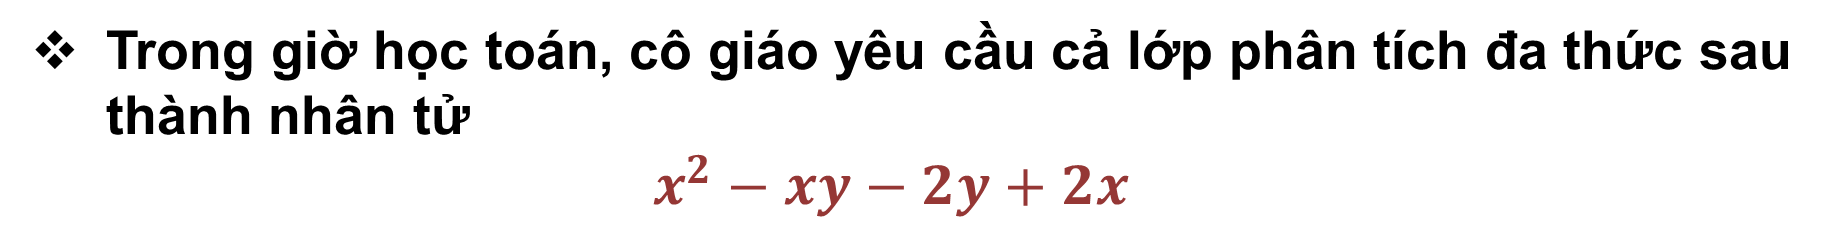 ❖ Trong giờ học toán, cô giáo yêu cầu cả lớp phân tích đa thức sau
thành nhân tử
x² − xy − 2y + 2x